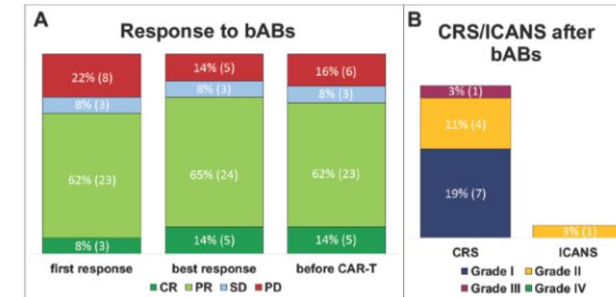 A
Response to bABs
22% (8)
14% (5)
16% (6)
8% (3)
8% (3)
8% (3)
62% (23)
65% (24)
62% (23)
8% (3)
14% (5)
14% (5)
first response
best response
before CAR-T
CR PR SD PD
B
CRS/ICANS after
bABs
3% (1)
11% (4)
19% (7)
3% (1)
CRS
ICANS
Grade I Grade II
Grade III Grade IV